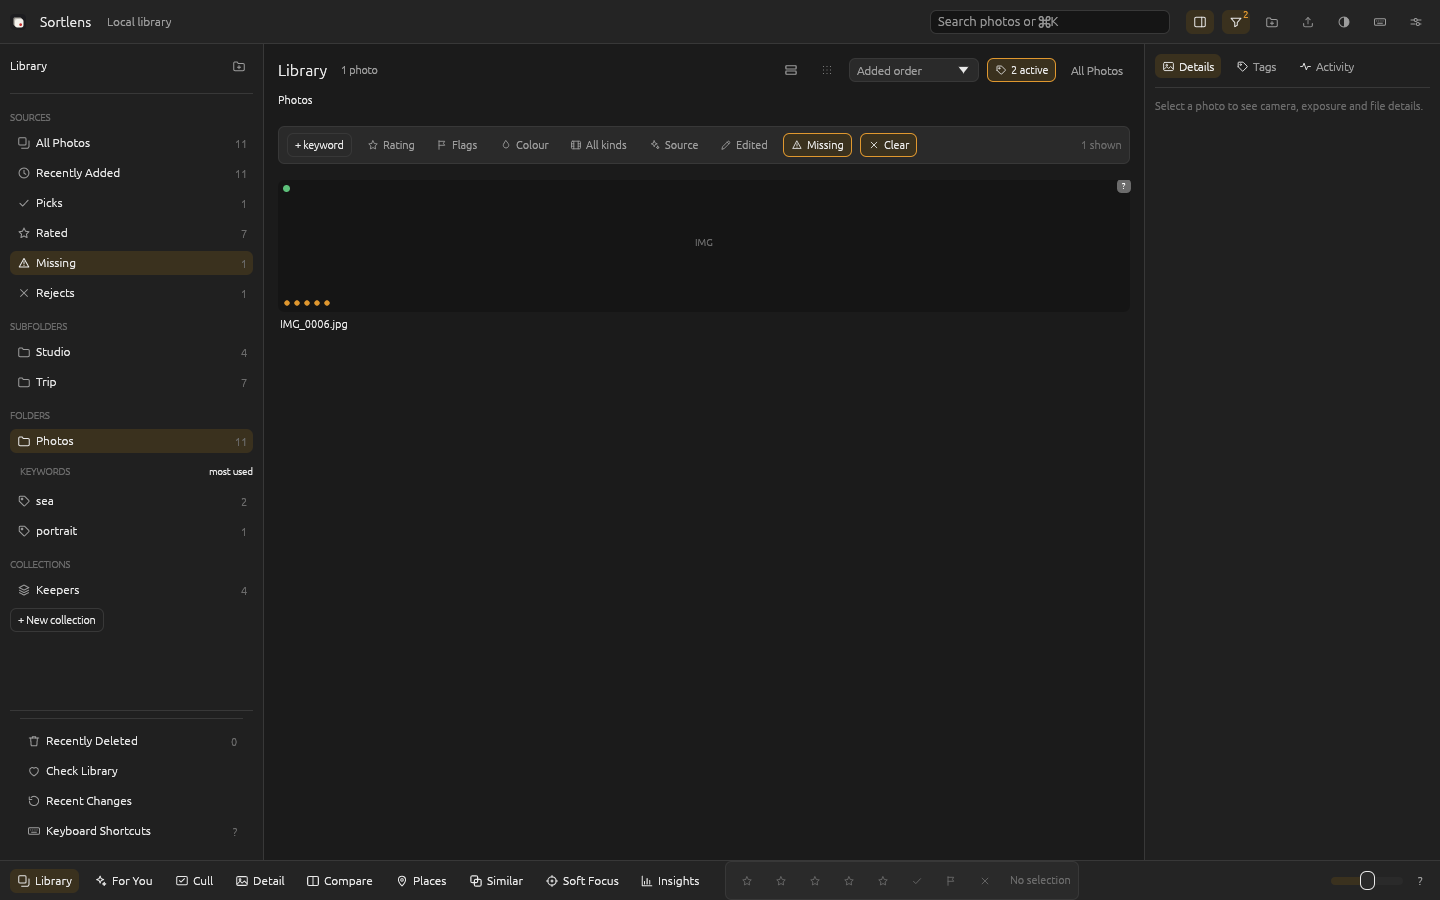 Sortlens Local library
Search photos or ⌘K
2
Library
SOURCES
All Photos 11
Recently Added 11
Picks 1
Rated 7
Missing 1
Rejects 1
SUBFOLDERS
Studio 4
Trip 7
FOLDERS
Photos 11
KEYWORDS most used
sea 2
portrait 1
COLLECTIONS
Keepers 4
+ New collection
Recently Deleted 0
Check Library
Recent Changes
Keyboard Shortcuts ?
Library 1 photo
Added order
2 active
All Photos
Photos
+ keyword Rating Flags Colour All kinds Source Edited Missing Clear 1 shown
?
IMG
IMG_0006.jpg
Details Tags Activity
Select a photo to see camera, exposure and file details.
Library For You Cull Detail Compare Places Similar Soft Focus Insights
No selection
?